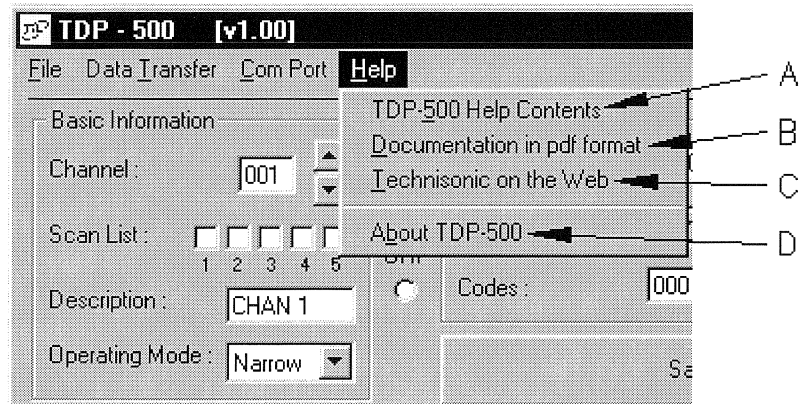 TDP - 500 [v1.00]
File Data Transfer Com Port Help
TDP-500 Help Contents A
Documentation in pdf format B
Technisonic on the Web C
About TDP-500 D
Basic Information
Channel : 001
Scan List :
1 2 3 4 5
Description : CHAN 1
Codes : 000
Operating Mode : Narrow